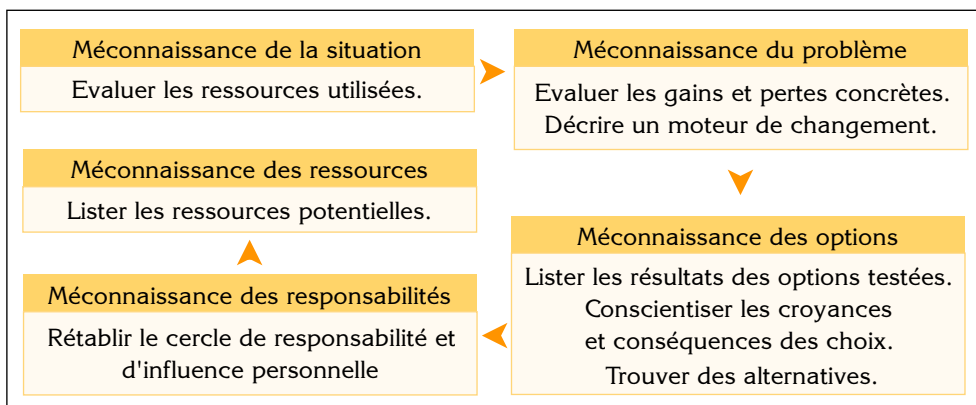 Méconnaissance de la situation
Evaluer les ressources utilisées.
Méconnaissance du problème
Evaluer les gains et pertes concrètes.
Décrire un moteur de changement.
Méconnaissance des options
Lister les résultats des options testées.
Conscientiser les croyances
et conséquences des choix.
Trouver des alternatives.
Méconnaissance des responsabilités
Rétablir le cercle de responsabilité et
d'influence personnelle
Méconnaissance des ressources
Lister les ressources potentielles.